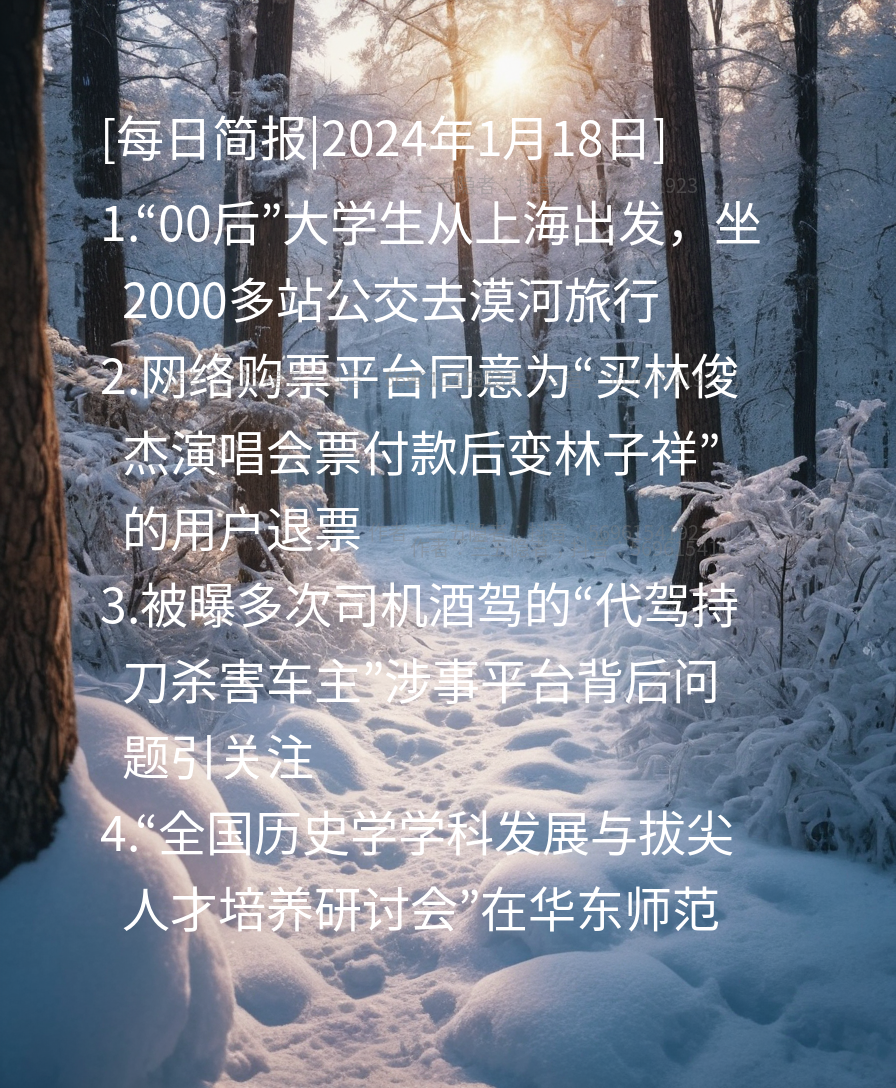 [每日简报|2024年1月18日]
1.“00后”大学生从上海出发，坐
2000多站公交去漠河旅行
2.网络购票平台同意为“买林俊
杰演唱会票付款后变林子祥”
的用户退票
3.被曝多次司机酒驾的“代驾持
刀杀害车主”涉事平台背后问
题引关注
4.“全国历史学学科发展与拔尖
人才培养研讨会”在华东师范